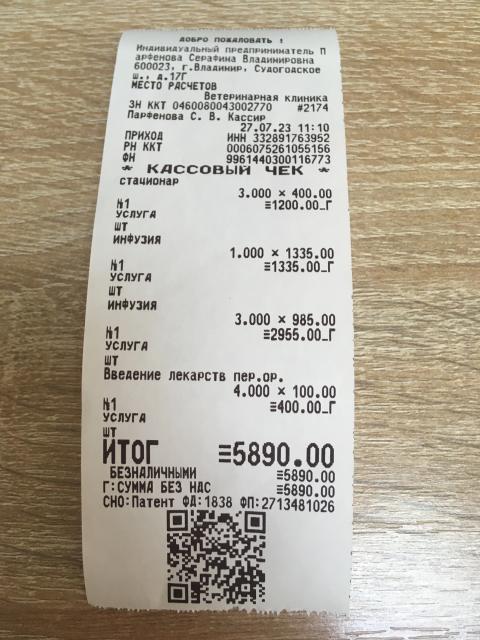 ДОБРО ПОЖАЛОВАТЬ !
Индивидуальный предприниматель П
арфенова Серафина Владимировна
600023, г.Владимир, Судогодское
ш., д.17Г
МЕСТО РАСЧЕТОВ
Ветеринарная клиника
ЗН ККТ 0460080043002770 #2174
Парфенова С. В. Кассир
27.07.23 11:10
ПРИХОД ИНН 332891763952
РН ККТ 0006075261055156
ФН 9961440300116773
* КАССОВЫЙ ЧЕК *
стационар
3.000 × 400.00
№1 ≡1200.00_Г
УСЛУГА
ШТ
ИНФУЗИЯ
1.000 × 1335.00
№1 ≡1335.00_Г
УСЛУГА
ШТ
ИНФУЗИЯ
3.000 × 985.00
№1 ≡2955.00_Г
УСЛУГА
ШТ
Введение лекарств пер.ор.
4.000 × 100.00
№1 ≡400.00_Г
УСЛУГА
ШТ
ИТОГ ≡5890.00
БЕЗНАЛИЧНЫМИ ≡5890.00
Г:СУММА БЕЗ НДС ≡5890.00
СНО:Патент ФД:1838 ФП:2713481026